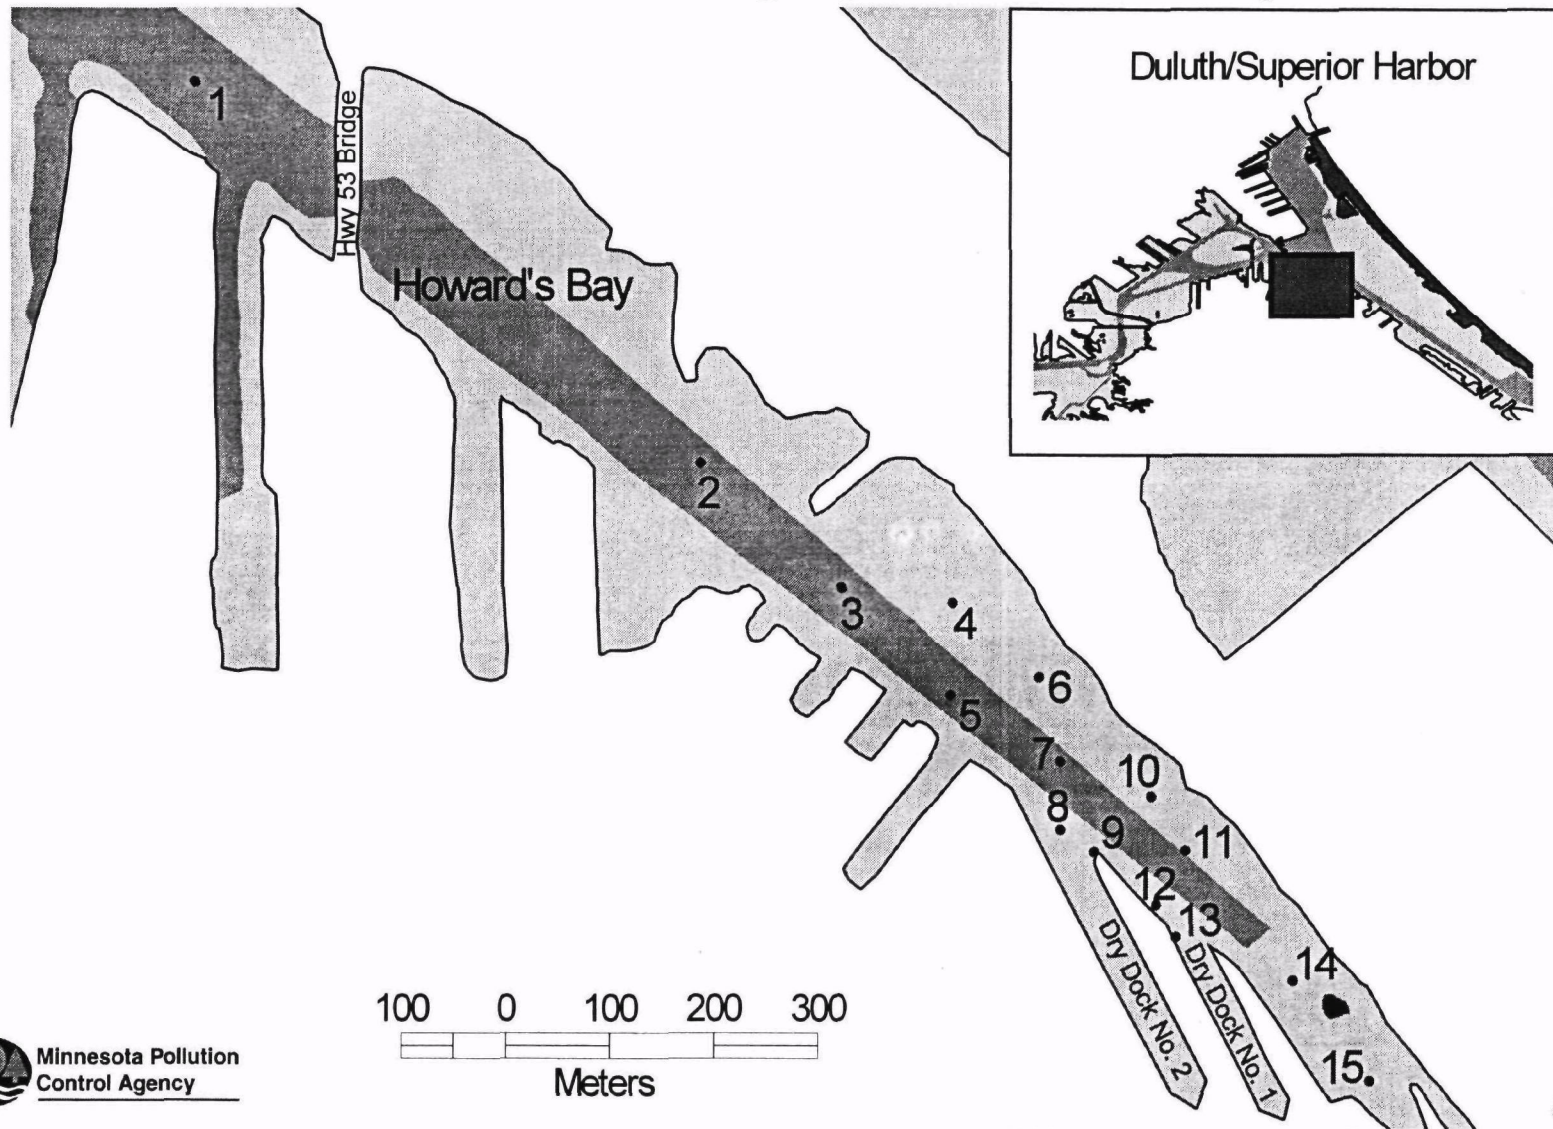 Duluth/Superior Harbor
1
Hwy 53 Bridge
Howard's Bay
2
3
4
5
6
7
8
9
10
11
12
13
14
15
Dry Dock No. 2
Dry Dock No. 1
100 0 100 200 300
Meters
Minnesota Pollution
Control Agency